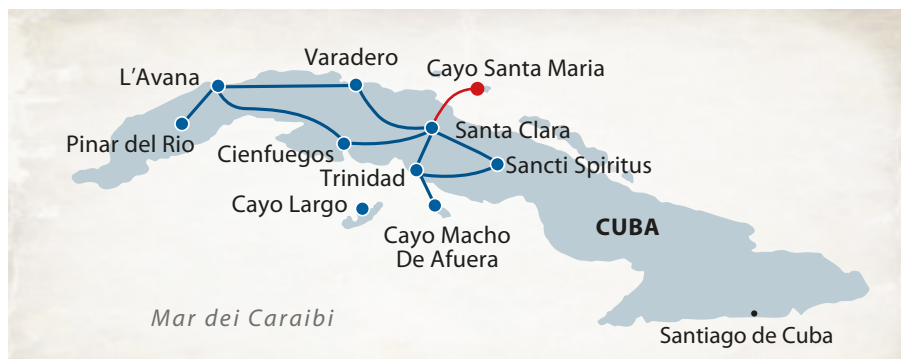 Varadero
L'Avana
Cayo Santa Maria
Pinar del Rio
Santa Clara
Cienfuegos
Sancti Spiritus
Trinidad
Cayo Largo
Cayo Macho
De Afuera
CUBA
Mar dei Caraibi
Santiago de Cuba